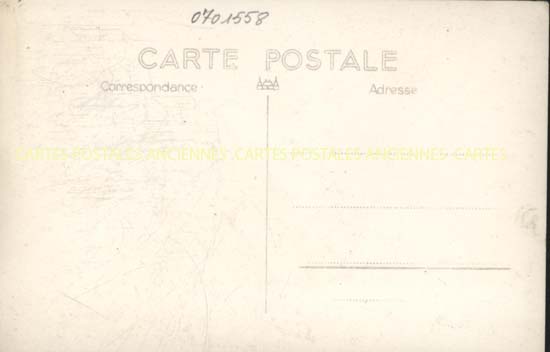 0701558
CARTE POSTALE
Correspondance Adresse
CARTES POSTALES ANCIENNES CARTES POSTALES ANCIENNES CARTES